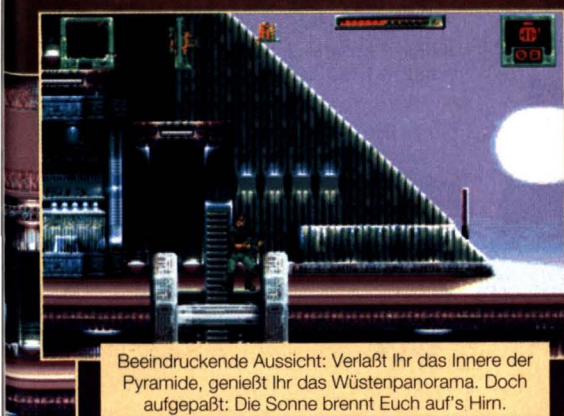 Beeindruckende Aussicht: Verlaßt Ihr das Innere der
Pyramide, genießt Ihr das Wüstenpanorama. Doch
aufgepaßt: Die Sonne brennt Euch auf's Hirn.